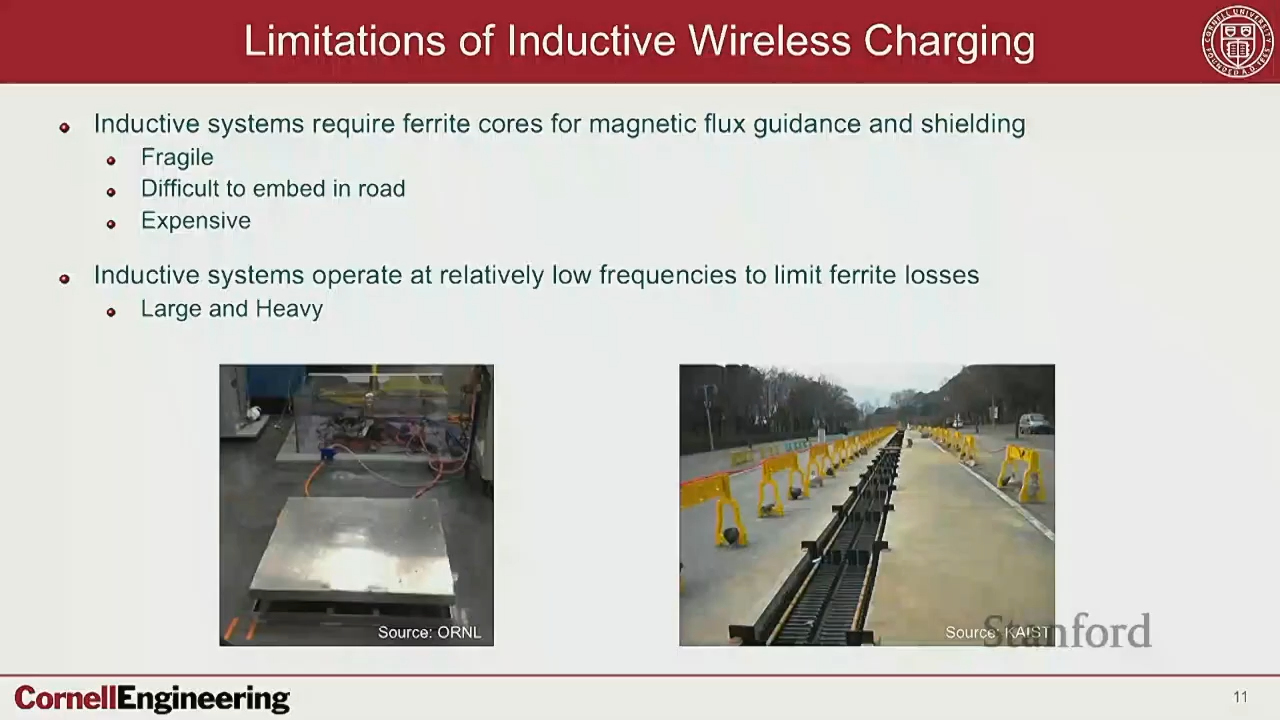 Limitations of Inductive Wireless Charging
Inductive systems require ferrite cores for magnetic flux guidance and shielding
Fragile
Difficult to embed in road
Expensive
Inductive systems operate at relatively low frequencies to limit ferrite losses
Large and Heavy
Source: ORNL
Source: KAIST
Stanford
CornellEngineering
11